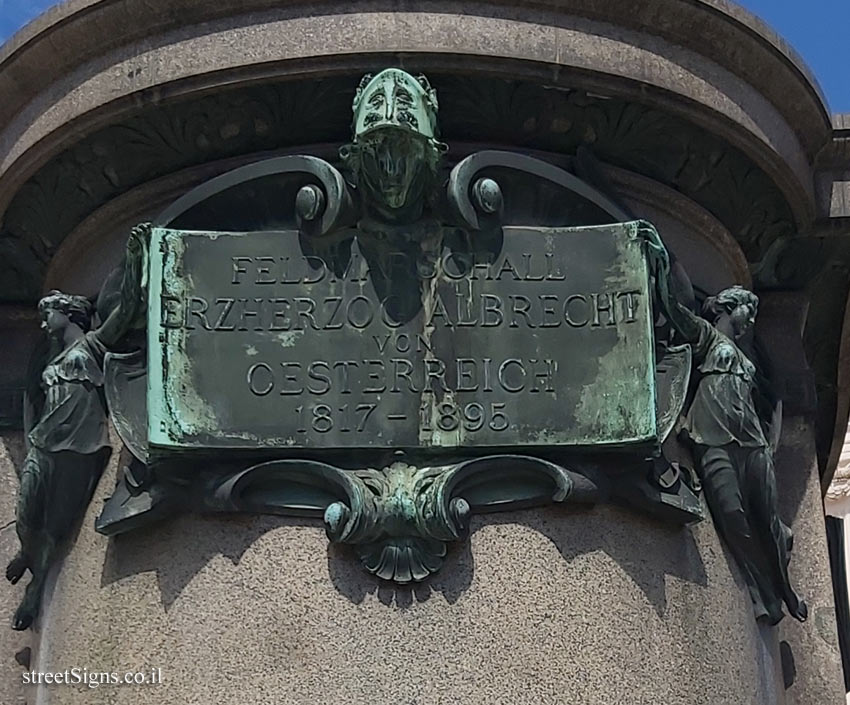 FELDMARSCHALL
ERZHERZOG ALBRECHT
VON
OESTERREICH
1817 - 1895
streetSigns.co.il